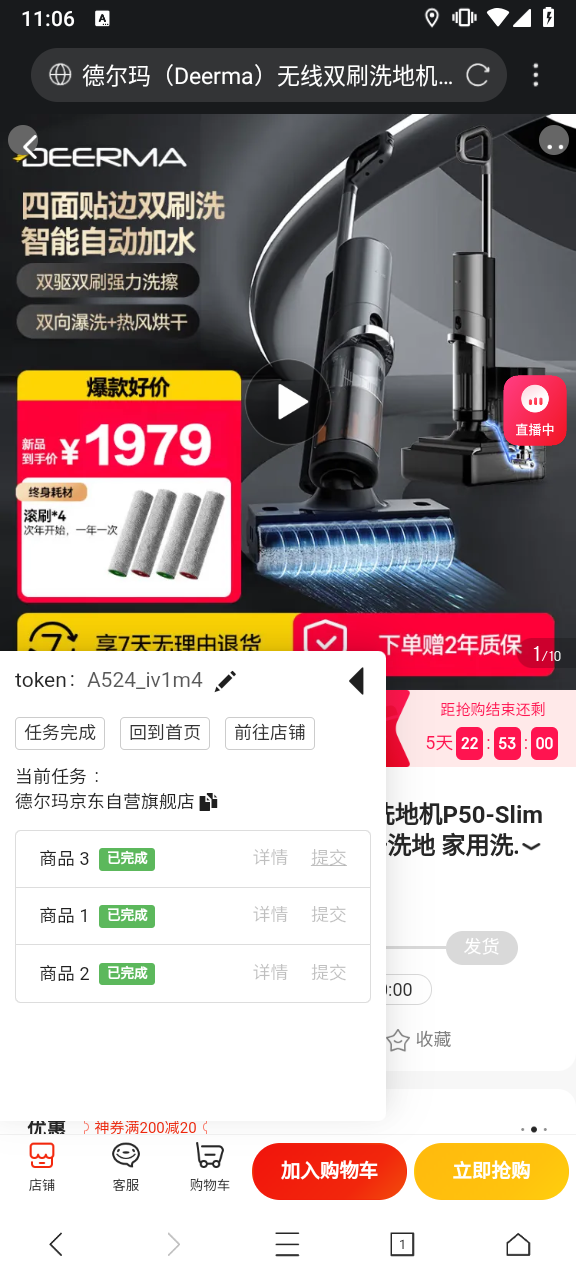 11:06
A
德尔玛（Deerma）无线双刷洗地机…
DEERMA
四面贴边双刷洗
智能自动加水
双驱双刷强力洗擦
双向瀑洗+热风烘干
爆款好价
新品
到手价 ¥1979
终身耗材
滚刷*4
次年开始，一年一次
直播中
7 享7天无理由退货
下单赠2年质保
1/10
token： A524_iv1m4
任务完成 回到首页 前往店铺
当前任务：
德尔玛京东自营旗舰店
商品 3 已完成 详情 提交
商品 1 已完成 详情 提交
商品 2 已完成 详情 提交
距抢购结束还剩
5天 22 : 53 : 00
洗地机P50-Slim
洗地 家用洗.
发货
0:00
收藏
优惠 神券满200减20
店铺 客服 购物车 加入购物车 立即抢购
1